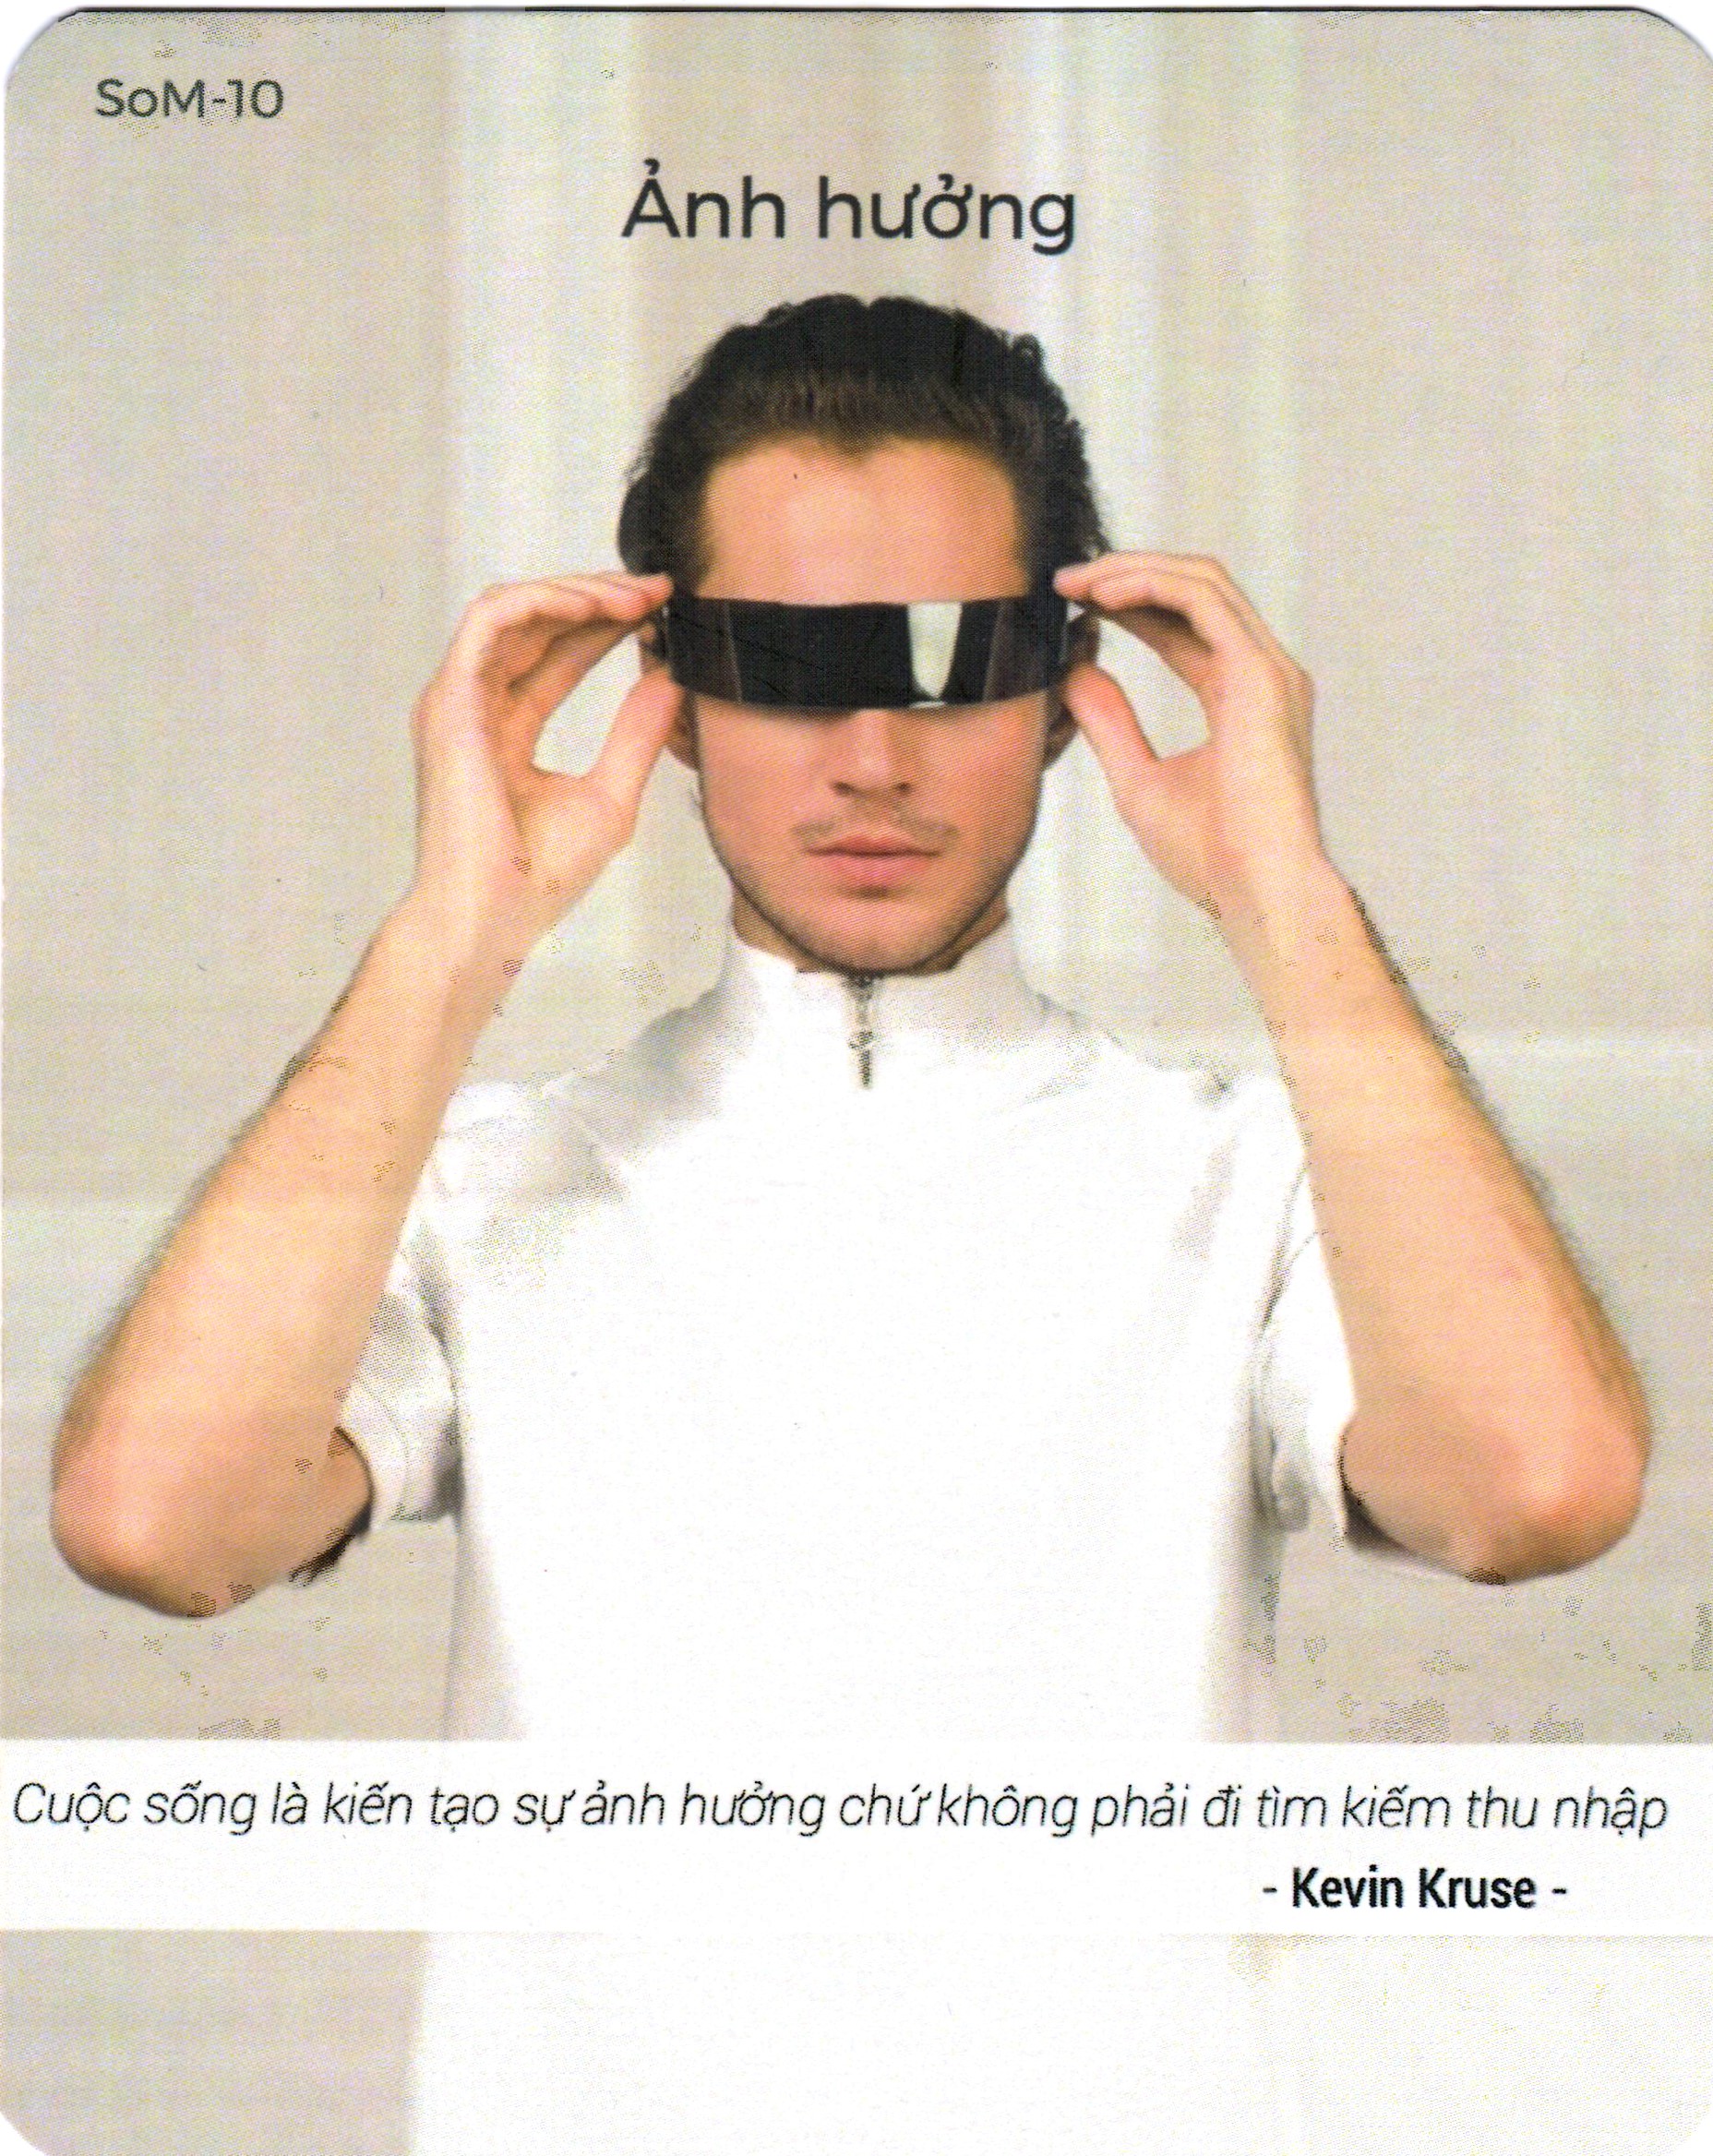 SoM-10
Ảnh hưởng
Cuộc sống là kiến tạo sự ảnh hưởng chứ không phải đi tìm kiếm thu nhập
- Kevin Kruse -